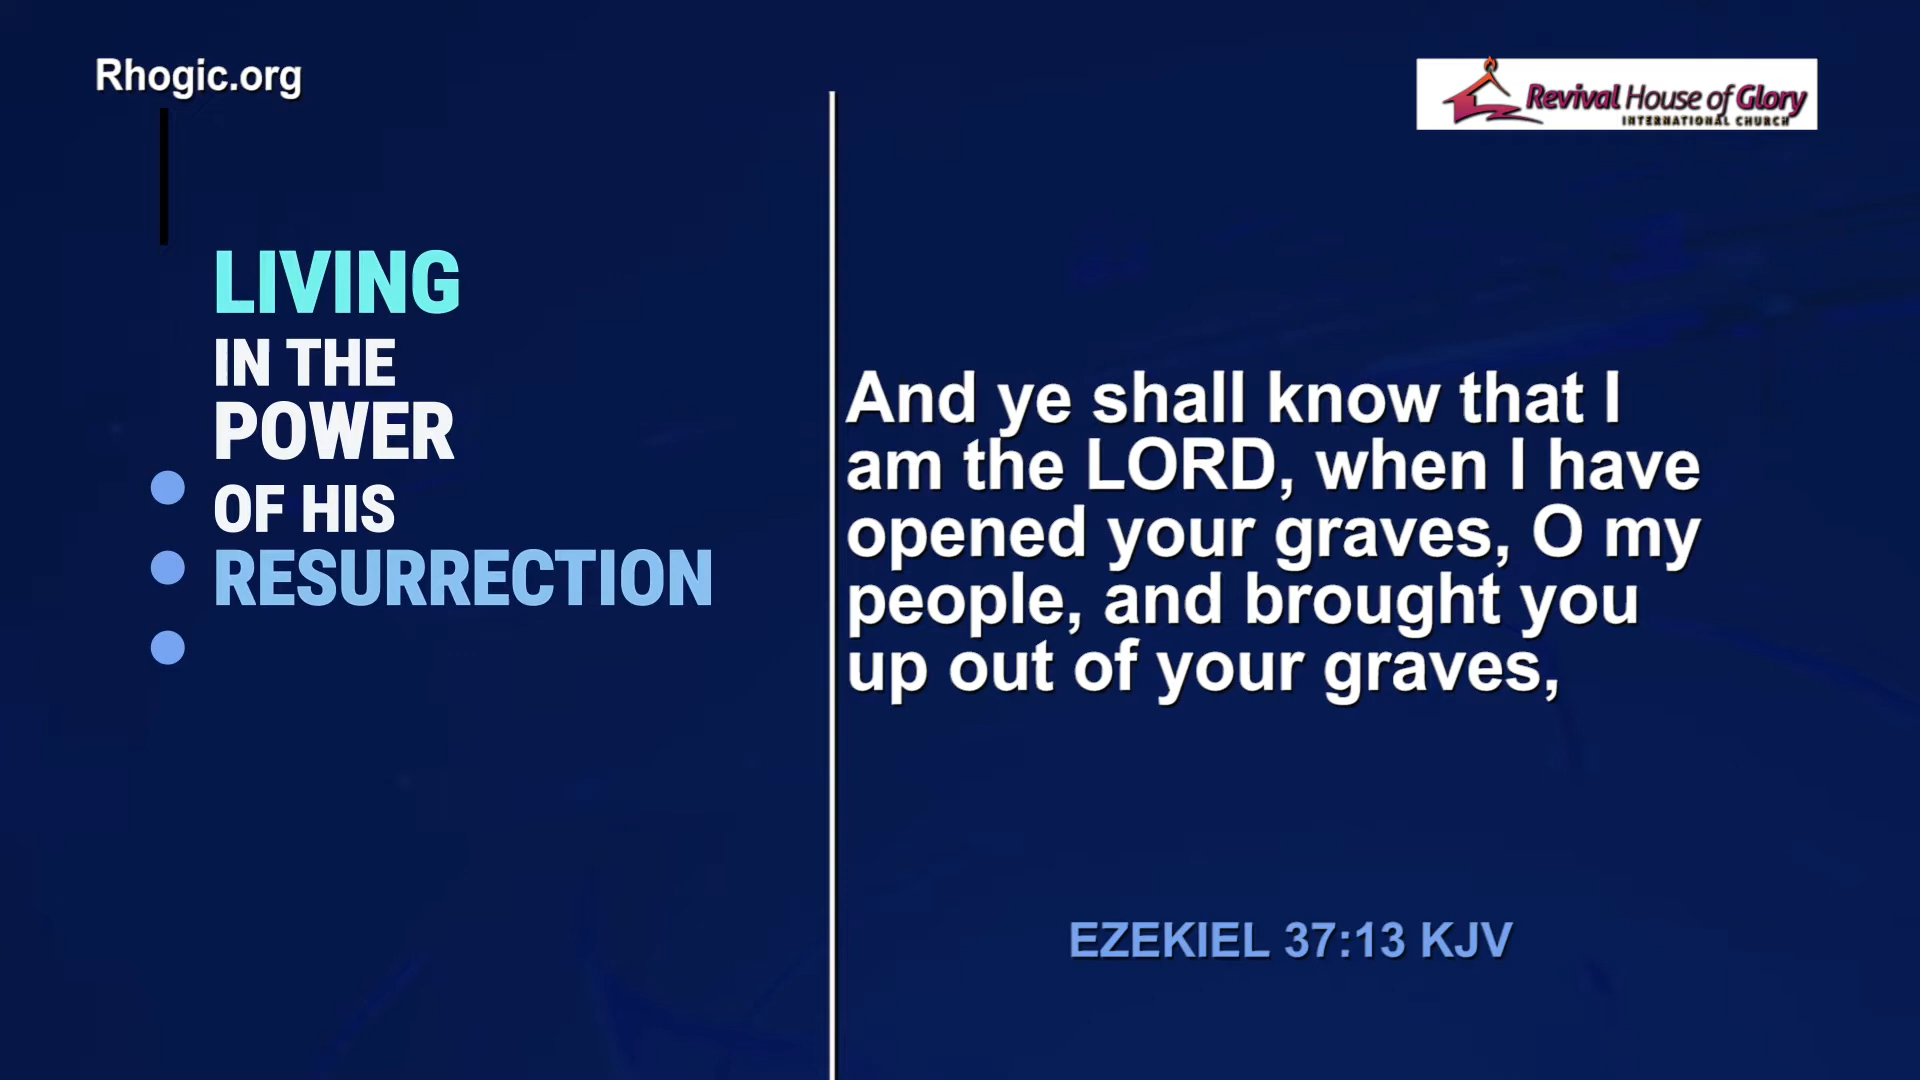 Rhogic.org
Revival House of Glory
INTERNATIONAL CHURCH
LIVING
IN THE
POWER
OF HIS
RESURRECTION
And ye shall know that I
am the LORD, when I have
opened your graves, O my
people, and brought you
up out of your graves,
EZEKIEL 37:13 KJV